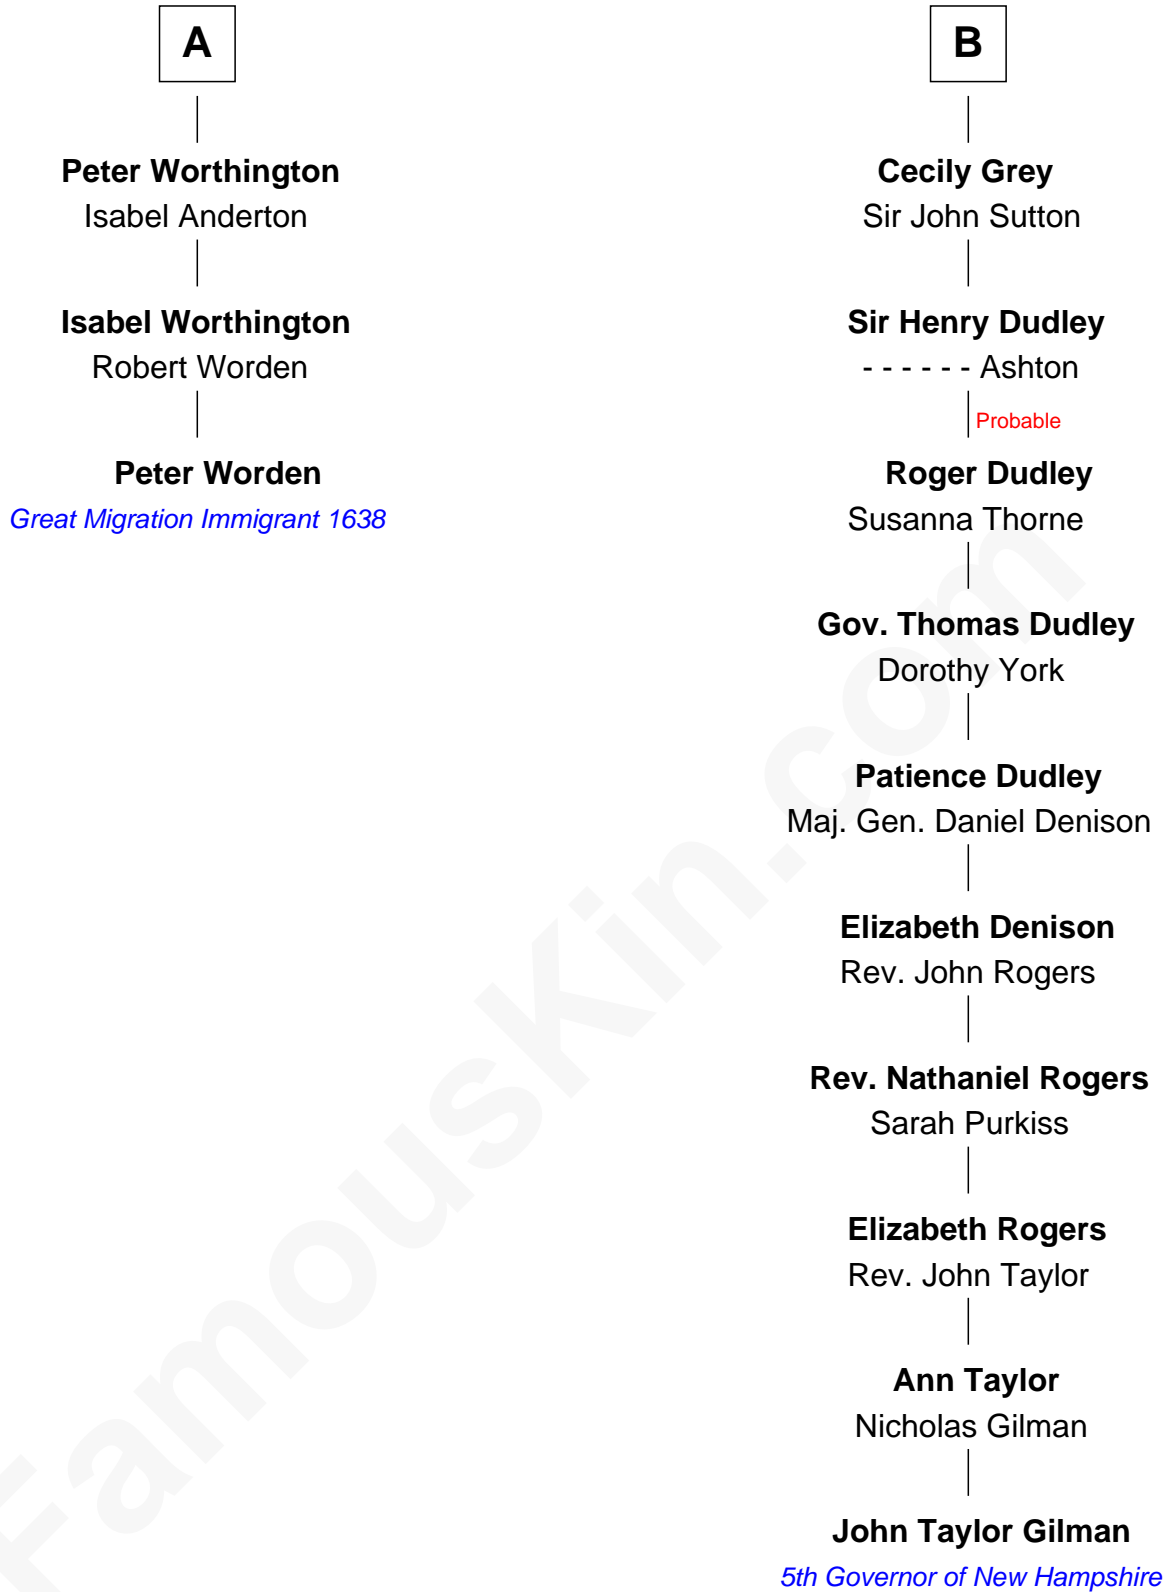 A
Peter Worthington
Isabel Anderton
Isabel Worthington
Robert Worden
Peter Worden
Great Migration Immigrant 1638
B
Cecily Grey
Sir John Sutton
Sir Henry Dudley
- - - - - - Ashton
Probable
Roger Dudley
Susanna Thorne
Gov. Thomas Dudley
Dorothy York
Patience Dudley
Maj. Gen. Daniel Denison
Elizabeth Denison
Rev. John Rogers
Rev. Nathaniel Rogers
Sarah Purkiss
Elizabeth Rogers
Rev. John Taylor
Ann Taylor
Nicholas Gilman
John Taylor Gilman
5th Governor of New Hampshire
FamousKin.com